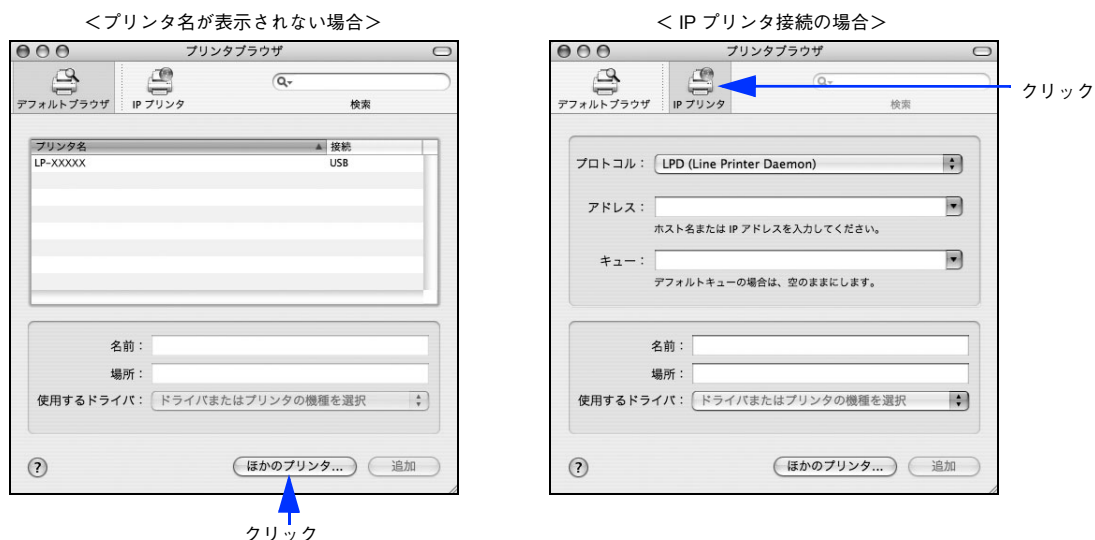 ＜プリンタ名が表示されない場合＞
プリンタブラウザ
デフォルトブラウザ
IP プリンタ
検索
プリンタ名
接続
LP-XXXXX
USB
名前：
場所：
使用するドライバ：
ドライバまたはプリンタの機種を選択
?
ほかのプリンタ...
追加
クリック
＜ IP プリンタ接続の場合＞
プリンタブラウザ
デフォルトブラウザ
IP プリンタ
検索
クリック
プロトコル：
LPD (Line Printer Daemon)
アドレス：
ホスト名または IP アドレスを入力してください。
キュー：
デフォルトキューの場合は、空のままにします。
名前：
場所：
使用するドライバ：
ドライバまたはプリンタの機種を選択
?
ほかのプリンタ...
追加